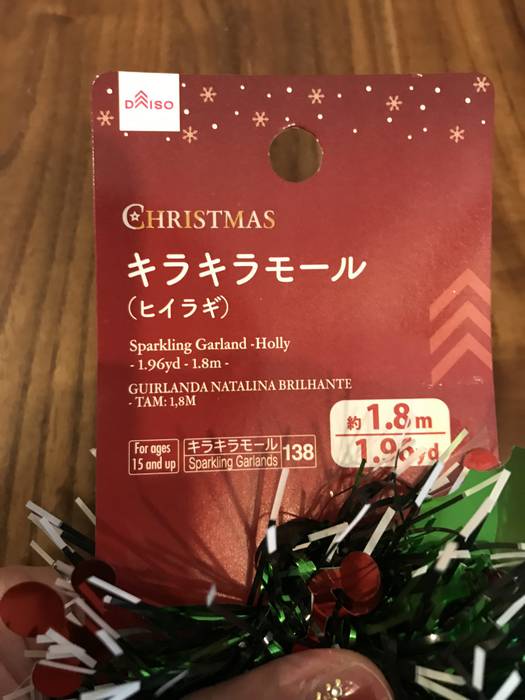 DAISO
CHRISTMAS
キラキラモール
(ヒイラギ)
Sparkling Garland -Holly
- 1.96yd - 1.8m -
GUIRLANDA NATALINA BRILHANTE
- TAM: 1,8M
For ages
15 and up
キラキラモール
Sparkling Garlands
138
約1.8m
1.96yd